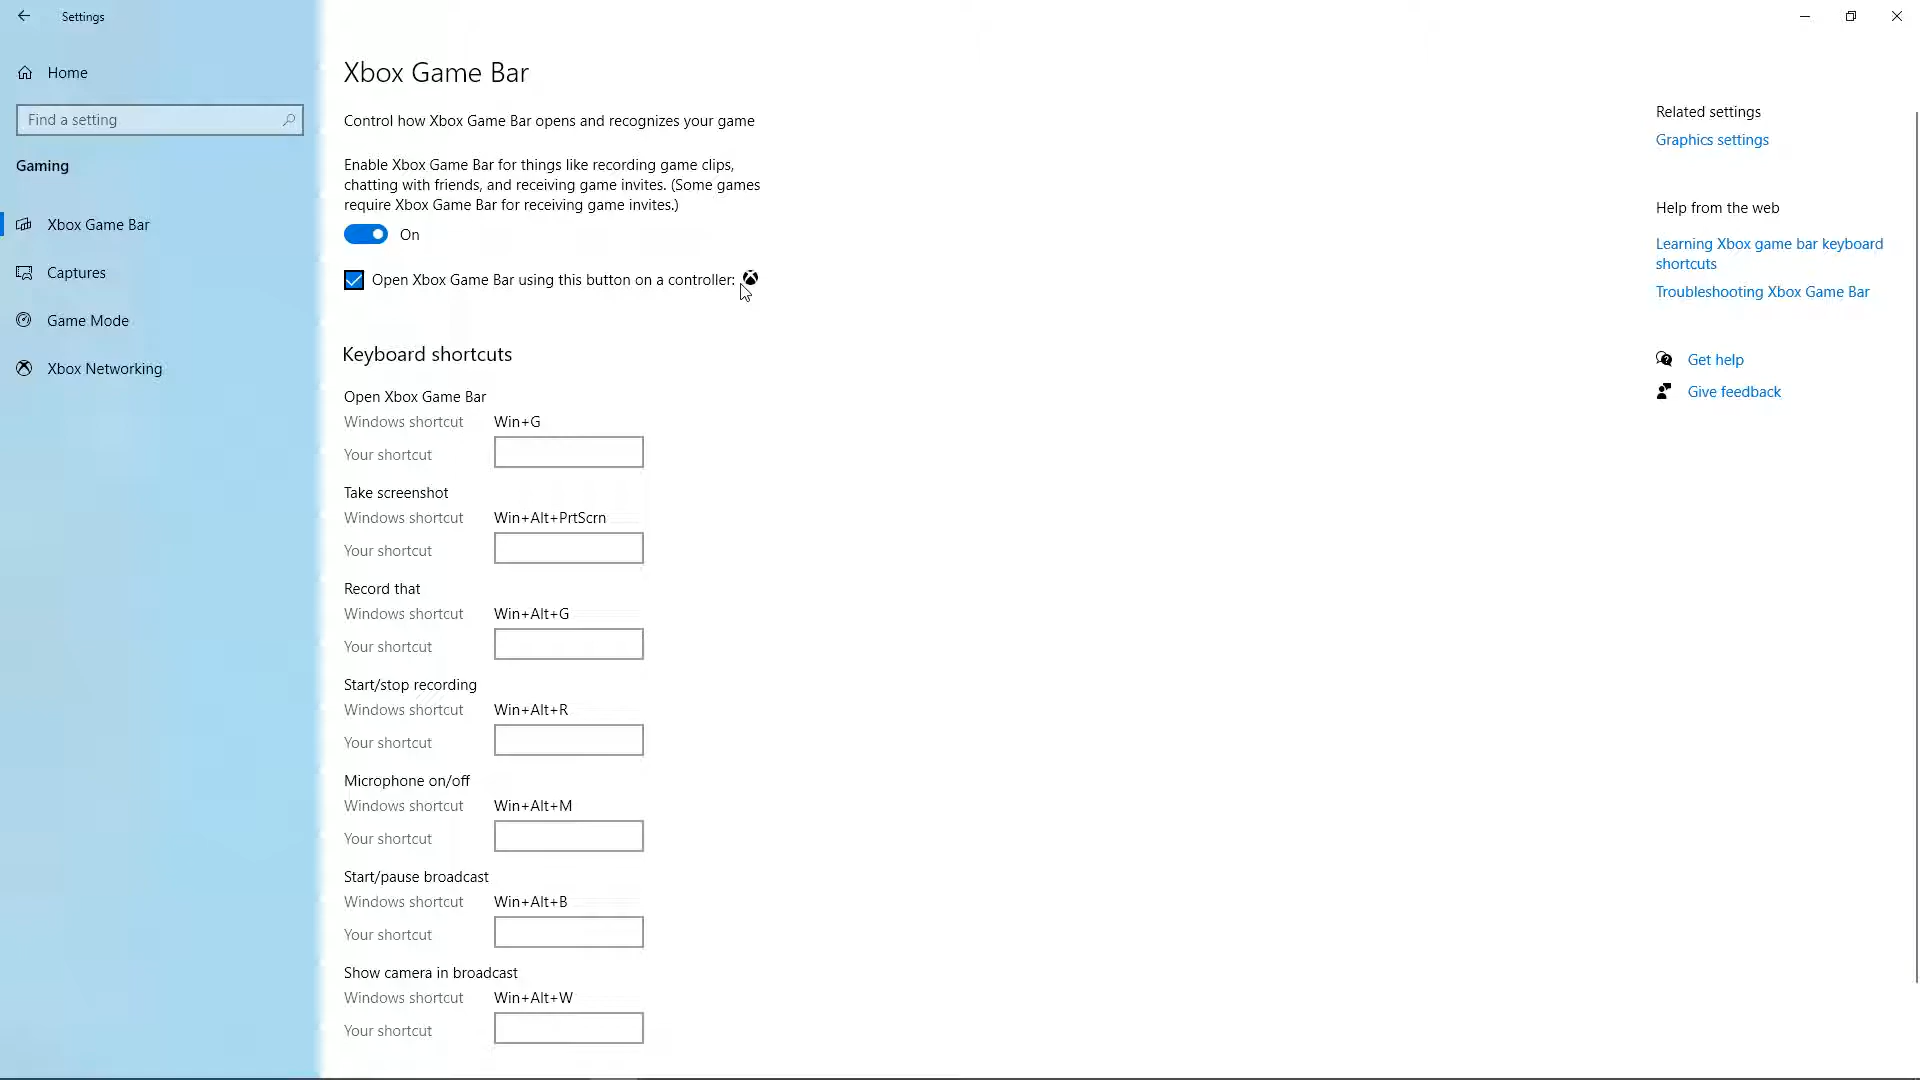 Settings
Home
Find a setting
Gaming
Xbox Game Bar
Captures
Game Mode
Xbox Networking
Xbox Game Bar
Control how Xbox Game Bar opens and recognizes your game
Enable Xbox Game Bar for things like recording game clips,
chatting with friends, and receiving game invites. (Some games
require Xbox Game Bar for receiving game invites.)
On
Open Xbox Game Bar using this button on a controller:
Keyboard shortcuts
Open Xbox Game Bar
Windows shortcut Win+G
Your shortcut
Take screenshot
Windows shortcut Win+Alt+PrtScrn
Your shortcut
Record that
Windows shortcut Win+Alt+G
Your shortcut
Start/stop recording
Windows shortcut Win+Alt+R
Your shortcut
Microphone on/off
Windows shortcut Win+Alt+M
Your shortcut
Start/pause broadcast
Windows shortcut Win+Alt+B
Your shortcut
Show camera in broadcast
Windows shortcut Win+Alt+W
Your shortcut
Related settings
Graphics settings
Help from the web
Learning Xbox game bar keyboard
shortcuts
Troubleshooting Xbox Game Bar
Get help
Give feedback